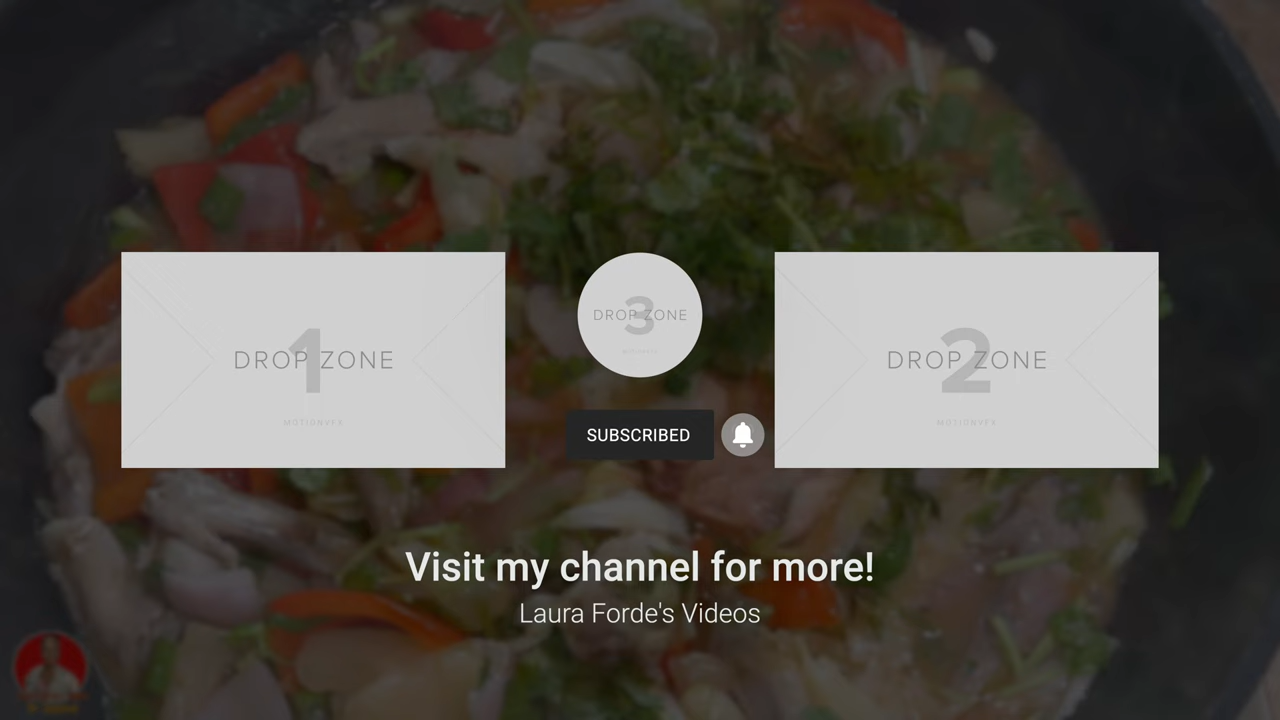 DROP ZONE
1
MOTIONVFX
DROP ZONE
3
DROP ZONE
2
MOTIONVFX
SUBSCRIBED
Visit my channel for more!
Laura Forde's Videos